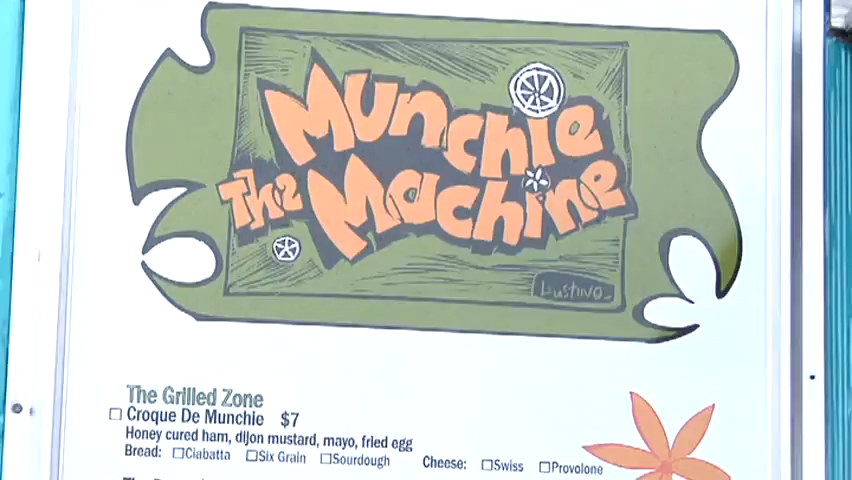 Munchie
The Machine
The Grilled Zone
☐ Croque De Munchie $7
Honey cured ham, dijon mustard, mayo, fried egg
Bread: ☐Ciabatta ☐Six Grain ☐Sourdough Cheese: ☐Swiss ☐Provolone